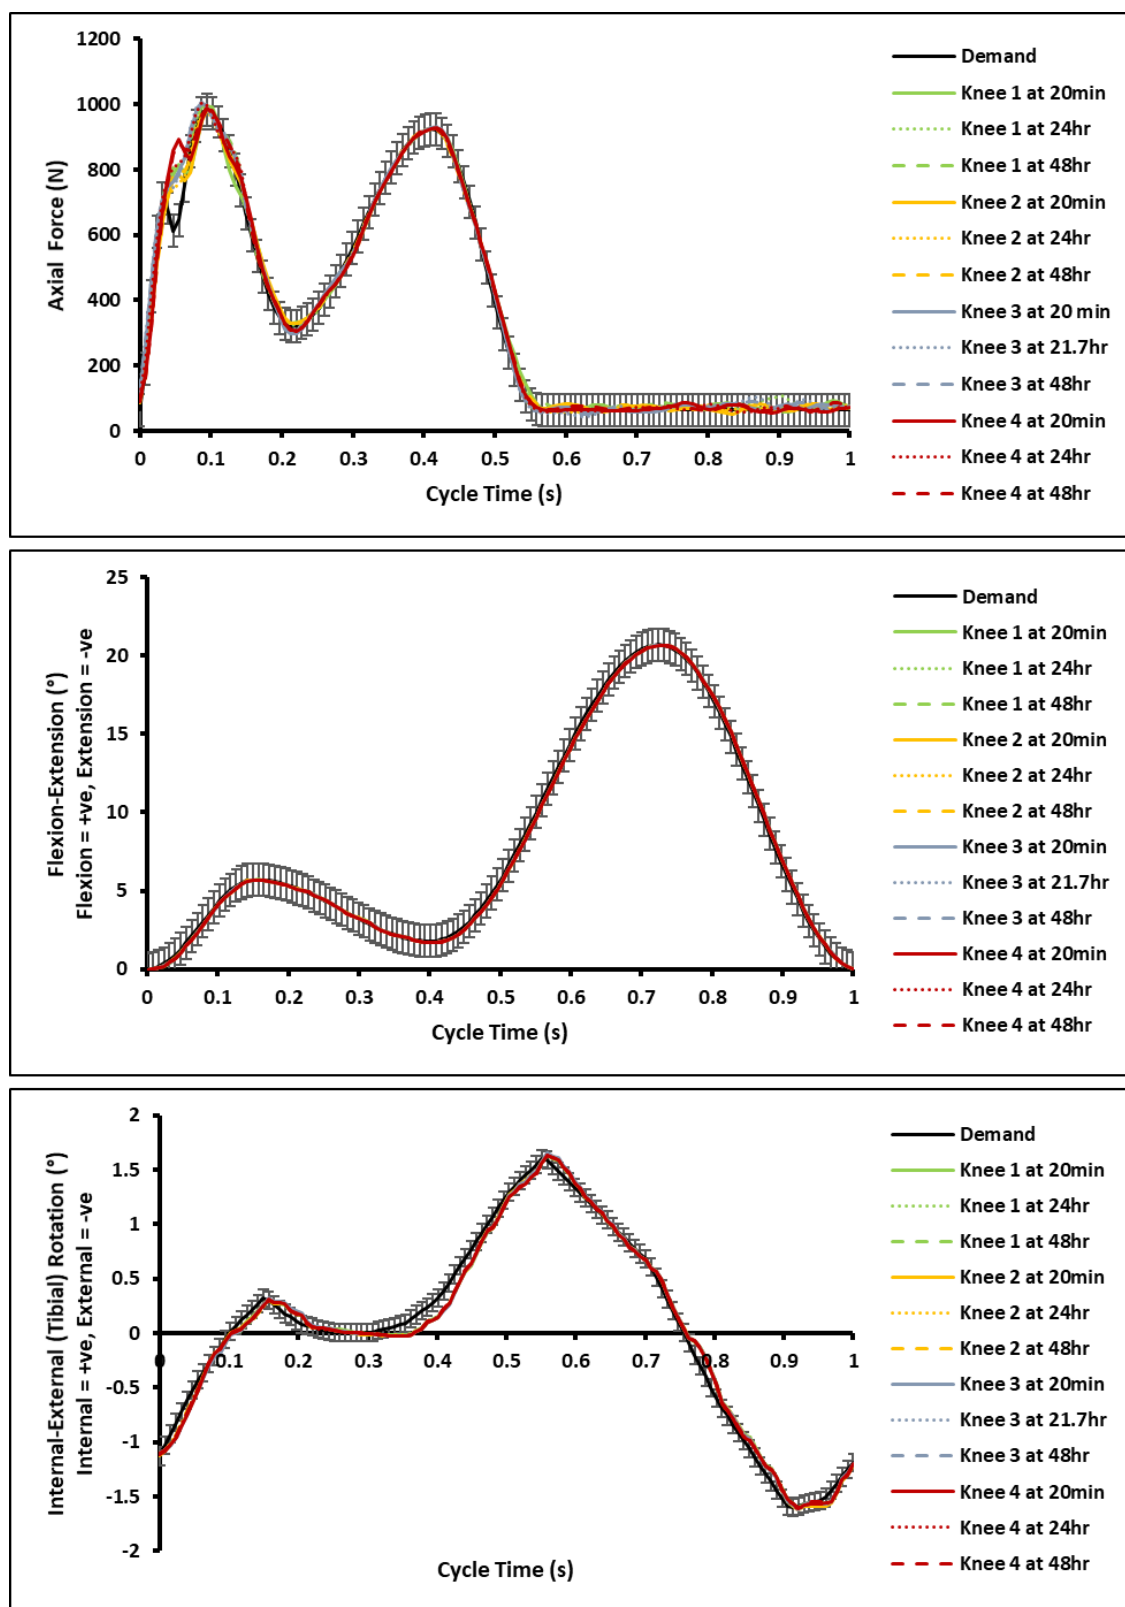 1200
1000
800
600
400
200
0
Axial Force (N)
0 0.1 0.2 0.3 0.4 0.5 0.6 0.7 0.8 0.9 1
Cycle Time (s)
Demand
Knee 1 at 20min
Knee 1 at 24hr
Knee 1 at 48hr
Knee 2 at 20min
Knee 2 at 24hr
Knee 2 at 48hr
Knee 3 at 20 min
Knee 3 at 21.7hr
Knee 3 at 48hr
Knee 4 at 20min
Knee 4 at 24hr
Knee 4 at 48hr
25
20
15
10
5
0
Flexion-Extension (°)
Flexion = +ve, Extension = -ve
0 0.1 0.2 0.3 0.4 0.5 0.6 0.7 0.8 0.9 1
Cycle Time (s)
Demand
Knee 1 at 20min
Knee 1 at 24hr
Knee 1 at 48hr
Knee 2 at 20min
Knee 2 at 24hr
Knee 2 at 48hr
Knee 3 at 20min
Knee 3 at 21.7hr
Knee 3 at 48hr
Knee 4 at 20min
Knee 4 at 24hr
Knee 4 at 48hr
2
1.5
1
0.5
0
-0.5
-1
-1.5
-2
Internal-External (Tibial) Rotation (°)
Internal = +ve, External = -ve
0 0.1 0.2 0.3 0.4 0.5 0.6 0.7 0.8 0.9 1
Cycle Time (s)
Demand
Knee 1 at 20min
Knee 1 at 24hr
Knee 1 at 48hr
Knee 2 at 20min
Knee 2 at 24hr
Knee 2 at 48hr
Knee 3 at 20min
Knee 3 at 21.7hr
Knee 3 at 48hr
Knee 4 at 20min
Knee 4 at 24hr
Knee 4 at 48hr